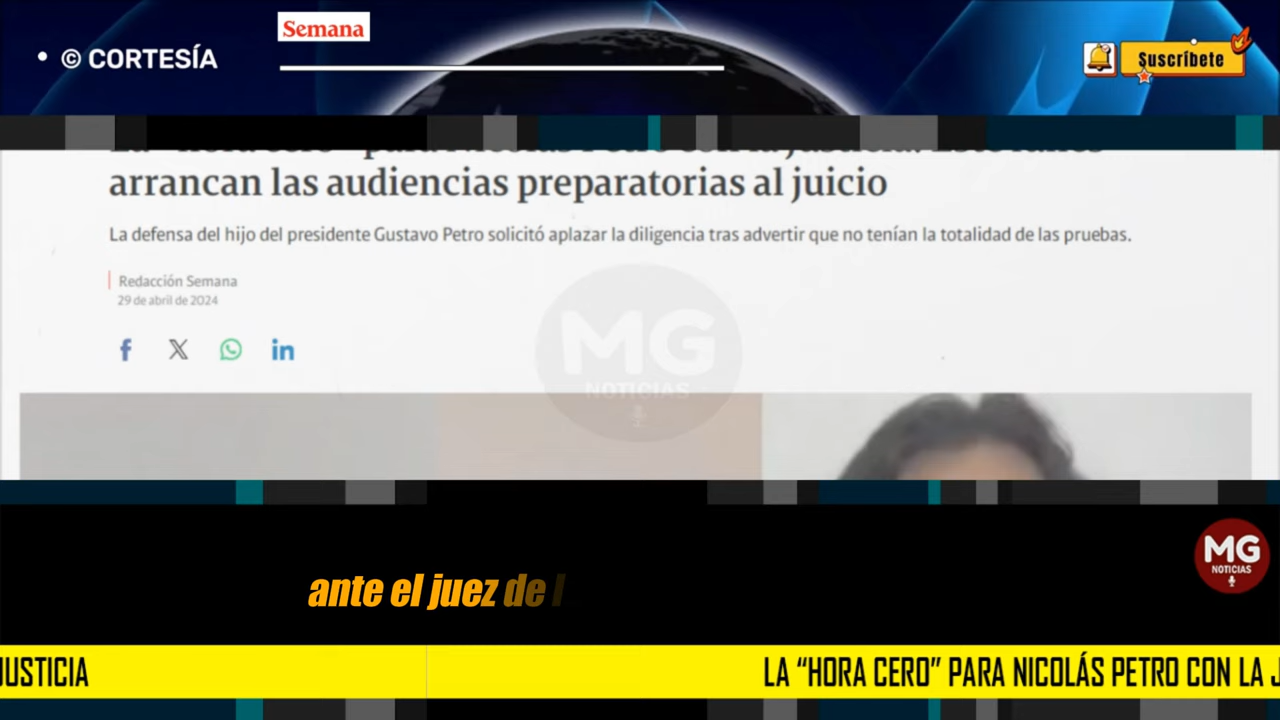 Semana
• © CORTESÍA
Suscríbete
arrancan las audiencias preparatorias al juicio
La defensa del hijo del presidente Gustavo Petro solicitó aplazar la diligencia tras advertir que no tenían la totalidad de las pruebas.
Redacción Semana
29 de abril de 2024
f X in
MG
NOTICIAS
MG
NOTICIAS
ante el juez de
JUSTICIA
LA “HORA CERO” PARA NICOLÁS PETRO CON LA J